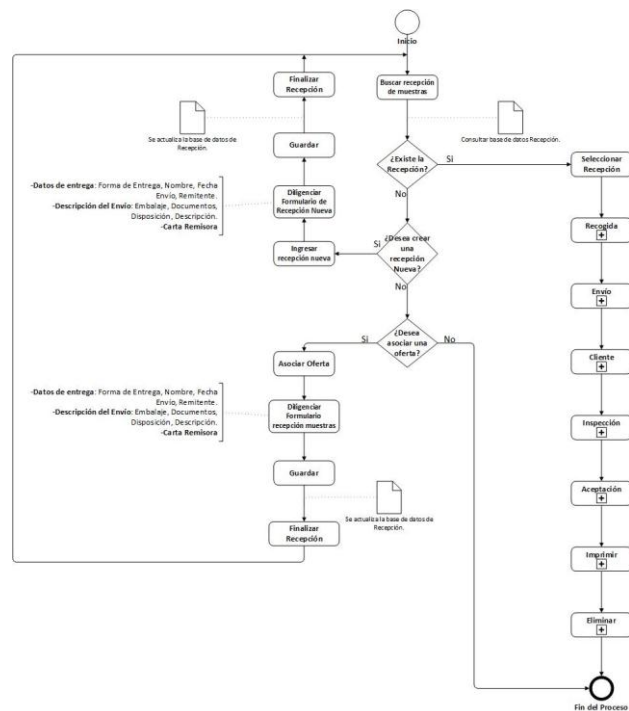 Inicio
Buscar recepción
de muestras
Consultar base de datos Recepción.
¿Existe la
Recepción?
Si
No
Seleccionar
Recepción
Recogida
Envío
Cliente
Inspección
Aceptación
Imprimir
Eliminar
Fin del Proceso
¿Desea crear
una
recepción
Nueva?
Si
No
Ingresar
recepción nueva
Diligenciar
Formulario de
Recepción Nueva
-Datos de entrega: Forma de Entrega, Nombre, Fecha
Envío, Remitente.
-Descripción del Envío: Embalaje, Documentos,
Disposición, Descripción.
-Carta Remisora
Guardar
Se actualiza la base de datos de
Recepción.
Finalizar
Recepción
¿Desea
asociar una
oferta?
Si
No
Asociar Oferta
Diligenciar
Formulario
recepción muestras
-Datos de entrega: Forma de Entrega, Nombre, Fecha
Envío, Remitente.
-Descripción del Envío: Embalaje, Documentos,
Disposición, Descripción.
-Carta Remisora
Guardar
Se actualiza la base de datos de
Recepción.
Finalizar
Recepción